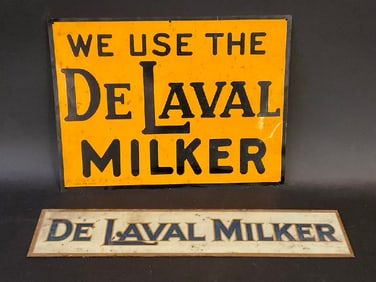 WE USE THE
DE LAVAL
MILKER
DE LAVAL MILKER